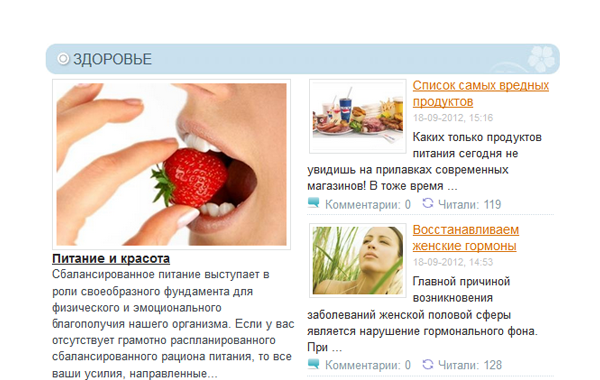 ЗДОРОВЬЕ
Питание и красота
Сбалансированное питание выступает в
роли своеобразного фундамента для
физического и эмоционального
благополучия нашего организма. Если у вас
отсутствует грамотно распланированного
сбалансированного рациона питания, то все
ваши усилия, направленные...
Список самых вредных
продуктов
18-09-2012, 15:16
Каких только продуктов
питания сегодня не
увидишь на прилавках современных
магазинов! В тоже время ...
Комментарии: 0 Читали: 119
Восстанавливаем
женские гормоны
18-09-2012, 14:53
Главной причиной
возникновения
заболеваний женской половой сферы
является нарушение гормонального фона.
При ...
Комментарии: 0 Читали: 128